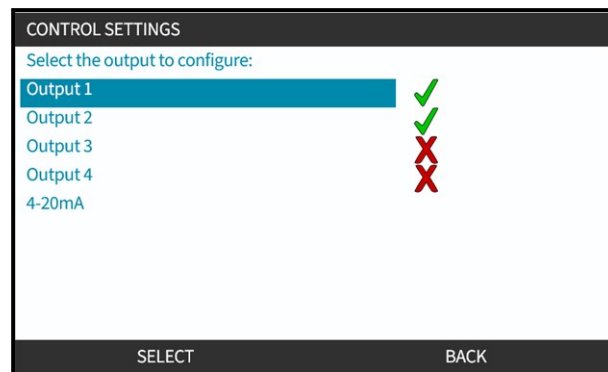 CONTROL SETTINGS
Select the output to configure:
Output 1
Output 2
Output 3
Output 4
4-20mA
SELECT BACK